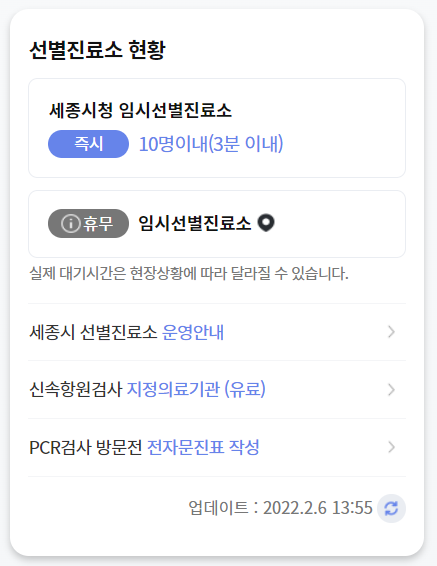 선별진료소 현황
세종시청 임시선별진료소
즉시 10명이내(3분 이내)
휴무 임시선별진료소
실제 대기시간은 현장상황에 따라 달라질 수 있습니다.
세종시 선별진료소 운영안내
신속항원검사 지정의료기관 (유료)
PCR검사 방문전 전자문진표 작성
업데이트 : 2022.2.6 13:55